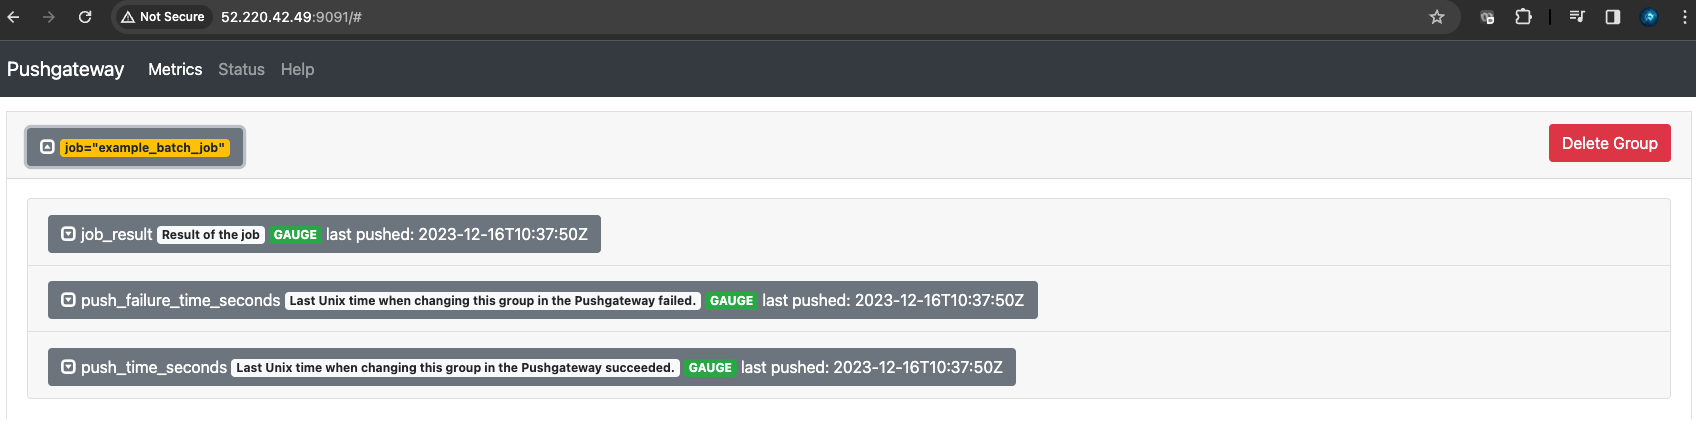 Not Secure 52.220.42.49:9091/#
Pushgateway Metrics Status Help
job="example_batch_job" Delete Group
job_result Result of the job GAUGE last pushed: 2023-12-16T10:37:50Z
push_failure_time_seconds Last Unix time when changing this group in the Pushgateway failed. GAUGE last pushed: 2023-12-16T10:37:50Z
push_time_seconds Last Unix time when changing this group in the Pushgateway succeeded. GAUGE last pushed: 2023-12-16T10:37:50Z